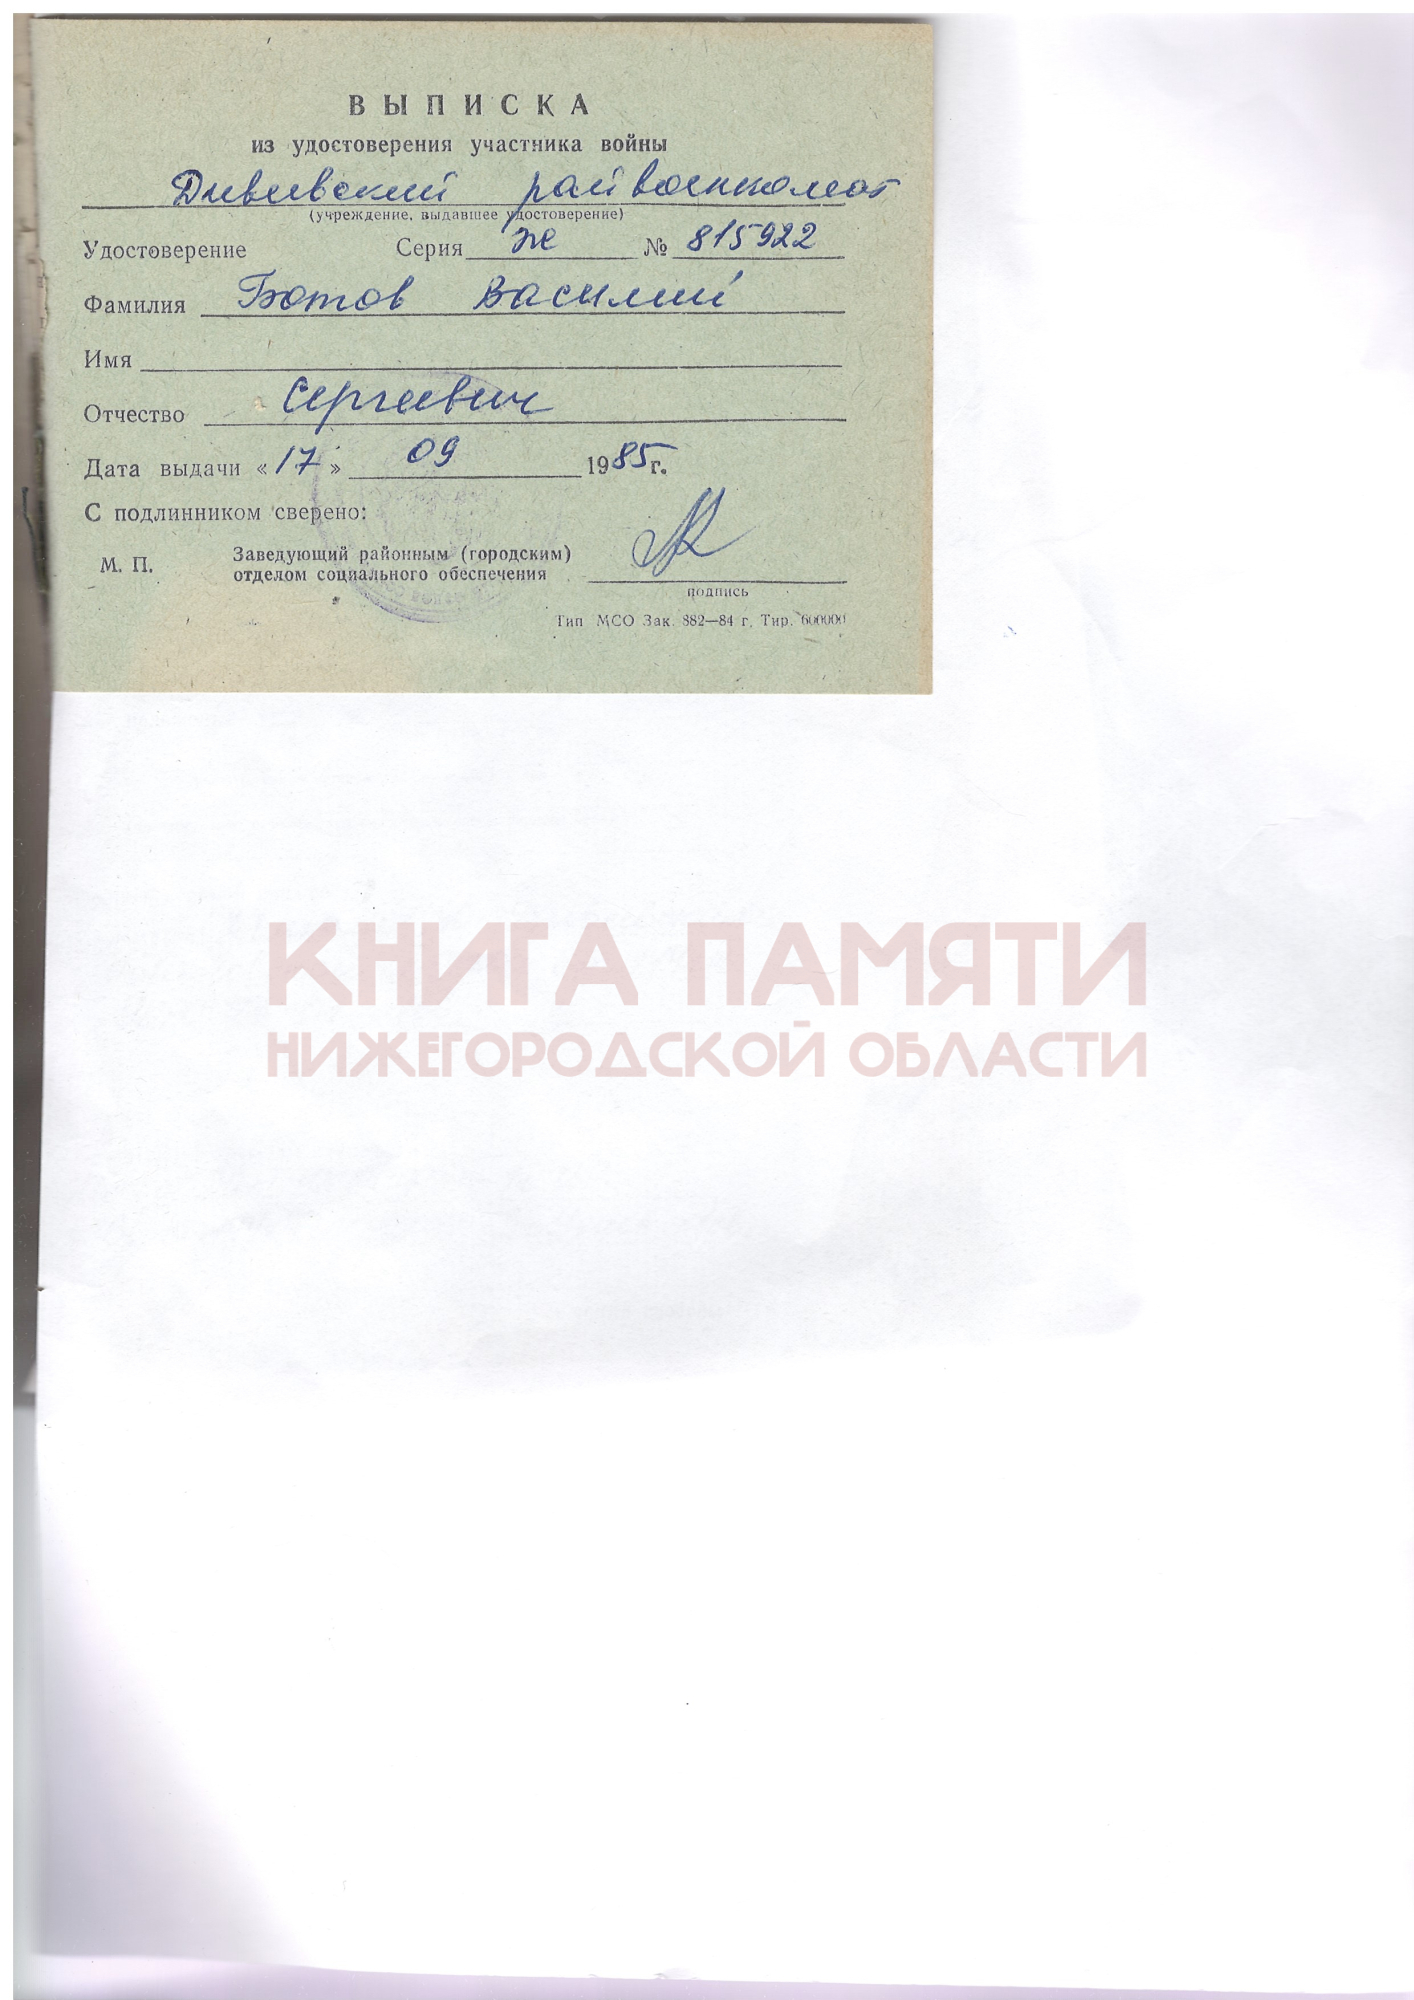 ВЫПИСКА
из удостоверения участника войны
Дивеевский райвоенкомат
(учреждение, выдавшее удостоверение)
Удостоверение Серия Ж № 815922
Фамилия Ботов Василий
Имя
Отчество Сергеевич
Дата выдачи «17» 09 1985 г.
С подлинником сверено:
М. П. Заведующий районным (городским)
отделом социального обеспечения
подпись
Тип МСО Зак. 882—84 г. Тир. 600000
КНИГА ПАМЯТИ
НИЖЕГОРОДСКОЙ ОБЛАСТИ